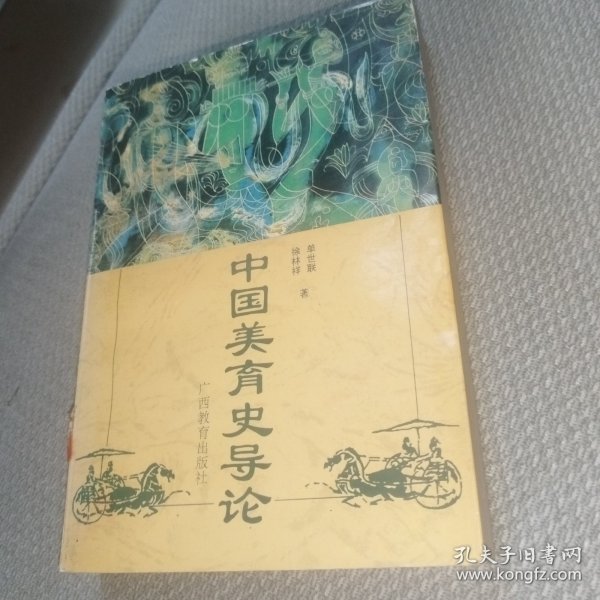 单世联
徐林祥 著
中国美育史导论
广西教育出版社
孔夫子旧书网
www.kongfz.com